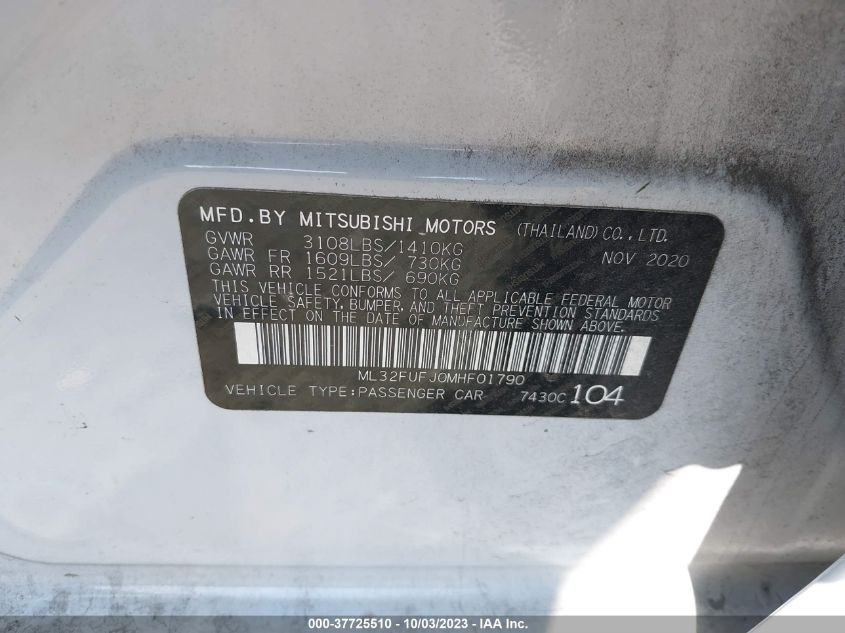 MFD.BY MITSUBISHI MOTORS (THAILAND) CO., LTD.
GVWR 3108LBS/1410KG NOV 2020
GAWR FR 1609LBS/ 730KG
GAWR RR 1521LBS/ 690KG
THIS VEHICLE CONFORMS TO ALL APPLICABLE FEDERAL MOTOR
VEHICLE SAFETY, BUMPER, AND THEFT PREVENTION STANDARDS
IN EFFECT ON THE DATE OF MANUFACTURE SHOWN ABOVE.
ML32FUFJ0MHF01790
VEHICLE TYPE:PASSENGER CAR 7430C 104
000-37725510 - 10/03/2023 - IAA Inc.